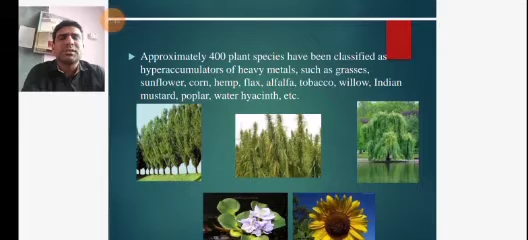 Approximately 400 plant species have been classified as
hyperaccumulators of heavy metals, such as grasses,
sunflower, corn, hemp, flax, alfalfa, tobacco, willow, Indian
mustard, poplar, water hyacinth, etc.